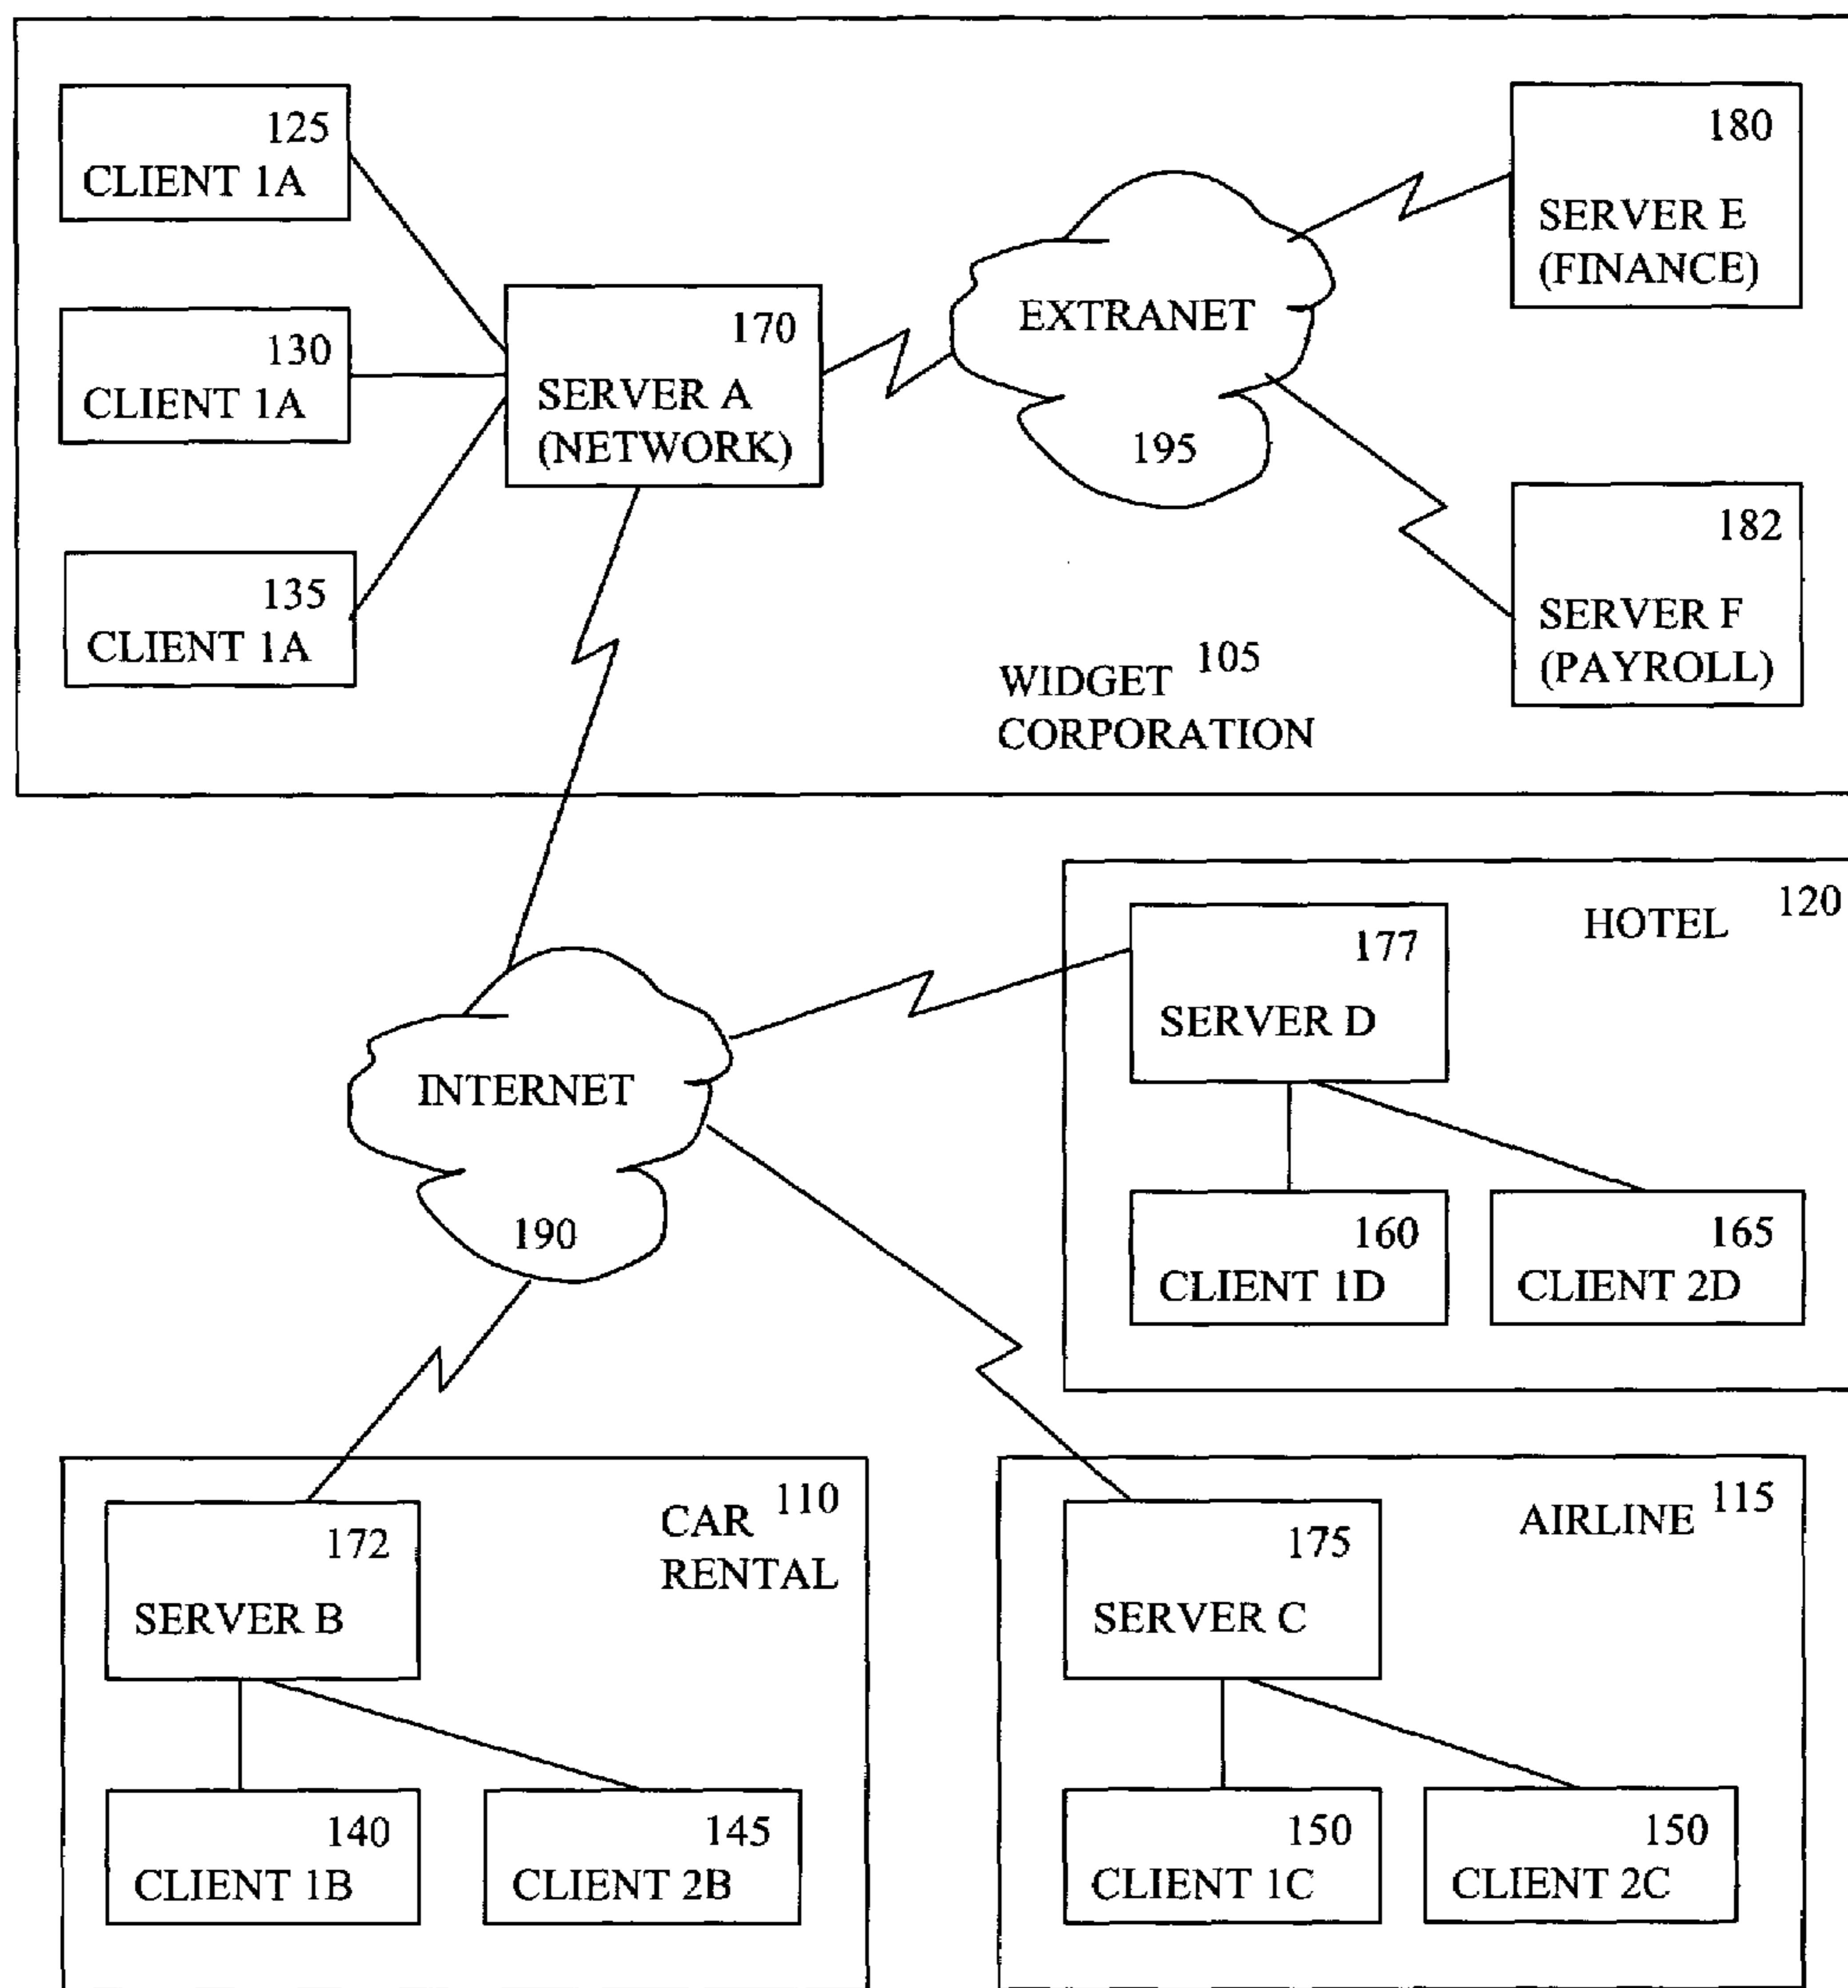 125
CLIENT 1A
130
CLIENT 1A
135
CLIENT 1A
170
SERVER A
(NETWORK)
EXTRANET
195
180
SERVER E
(FINANCE)
182
SERVER F
(PAYROLL)
WIDGET 105
CORPORATION
INTERNET
190
HOTEL 120
177
SERVER D
160
CLIENT 1D
165
CLIENT 2D
CAR 110
RENTAL
172
SERVER B
140
CLIENT 1B
145
CLIENT 2B
AIRLINE 115
175
SERVER C
150
CLIENT 1C
150
CLIENT 2C